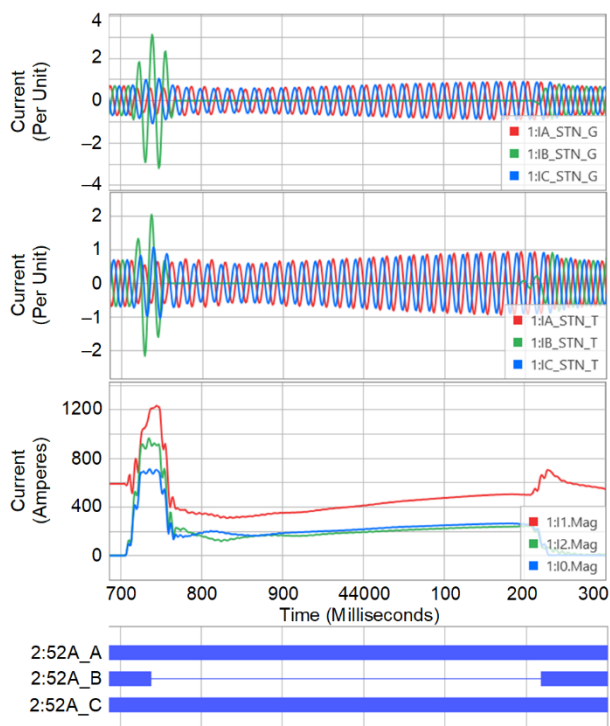 4
2
0
–2
–4
Current
(Per Unit)
1:IA_STN_G
1:IB_STN_G
1:IC_STN_G
2
1
0
–1
–2
Current
(Per Unit)
1:IA_STN_T
1:IB_STN_T
1:IC_STN_T
1200
800
400
0
Current
(Amperes)
1:I1.Mag
1:I2.Mag
1:I0.Mag
700 800 900 44000 100 200 300
Time (Milliseconds)
2:52A_A
2:52A_B
2:52A_C